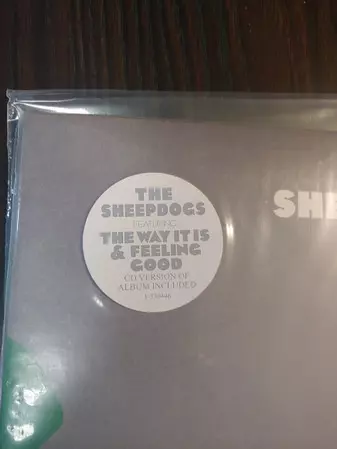 THE
SHEEPDOGS
FEATURING
THE WAY IT IS
& FEELING
GOOD
CD VERSION OF
ALBUM INCLUDED
SHE